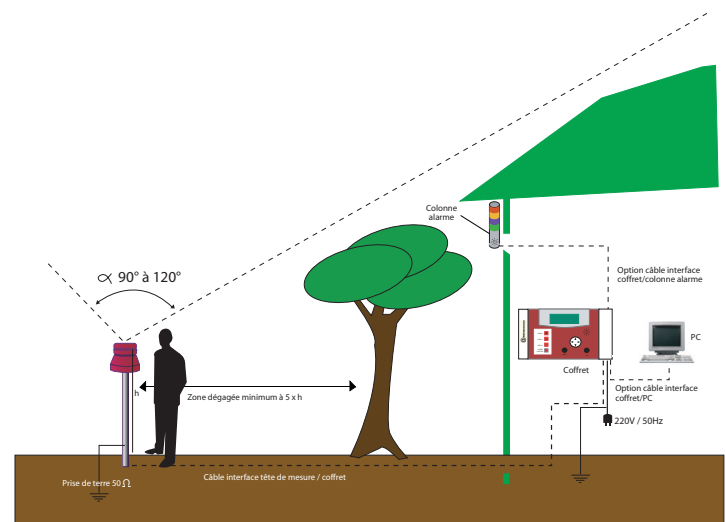 Colonne
alarme
∝ 90° à 120°
Option câble interface
coffret/colonne alarme
PC
Coffret
h
Zone dégagée minimum à 5 x h
Option câble interface
coffret/PC
220V / 50Hz
Câble interface tête de mesure / coffret
Prise de terre 50 Ω